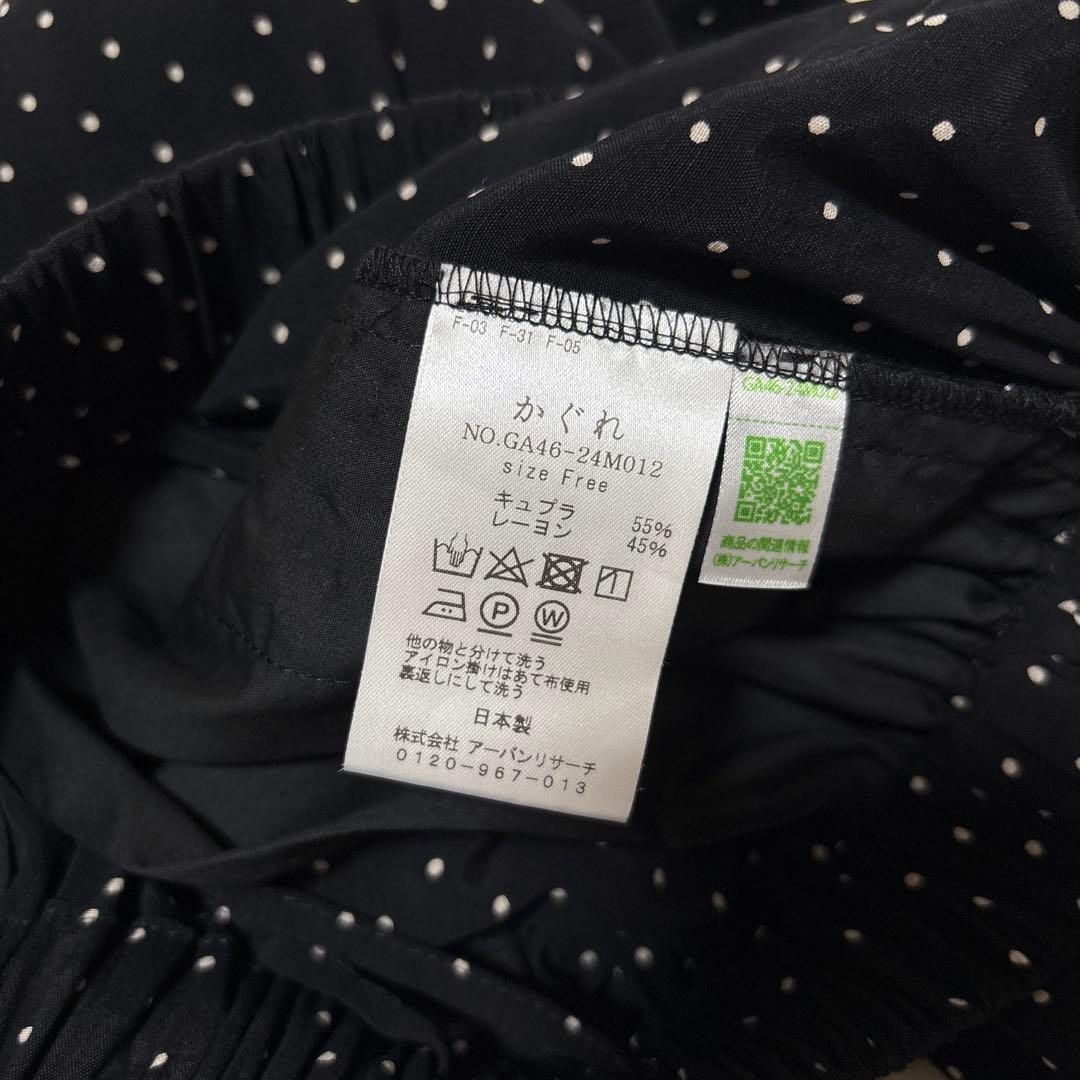 F-03 F-31 F-05
かぐれ
NO.GA46-24M012
size Free
キュプラ 55%
レーヨン 45%
P W
他の物と分けて洗う
アイロン掛けはあて布使用
裏返しにして洗う
日本製
株式会社 アーバンリサーチ
0120-967-013
GA46-24M012
商品の関連情報
(株)アーバンリサーチ